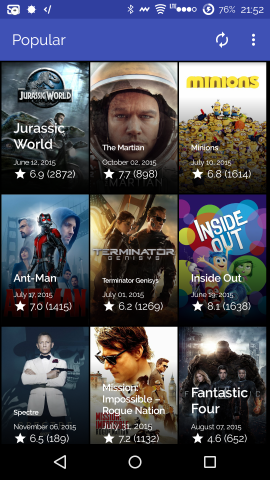 LTE 76% 21:52
Popular
JURASSIC WORLD
Jurassic
World
June 12, 2015
6.9 (2872)
The Martian
October 02, 2015
7.7 (898)
MINIONS
Minions
July 10, 2015
6.8 (1614)
Ant-Man
July 17, 2015
7.0 (1415)
TERMINATOR
GENISYS
Terminator Genisys
July 01, 2015
6.2 (1269)
INSIDE
OUT
Inside Out
June 19, 2015
8.1 (1638)
Spectre
November 06, 2015
6.5 (189)
Mission:
Impossible –
Rogue Nation
July 31, 2015
7.2 (1132)
Fantastic
Four
August 07, 2015
4.6 (652)